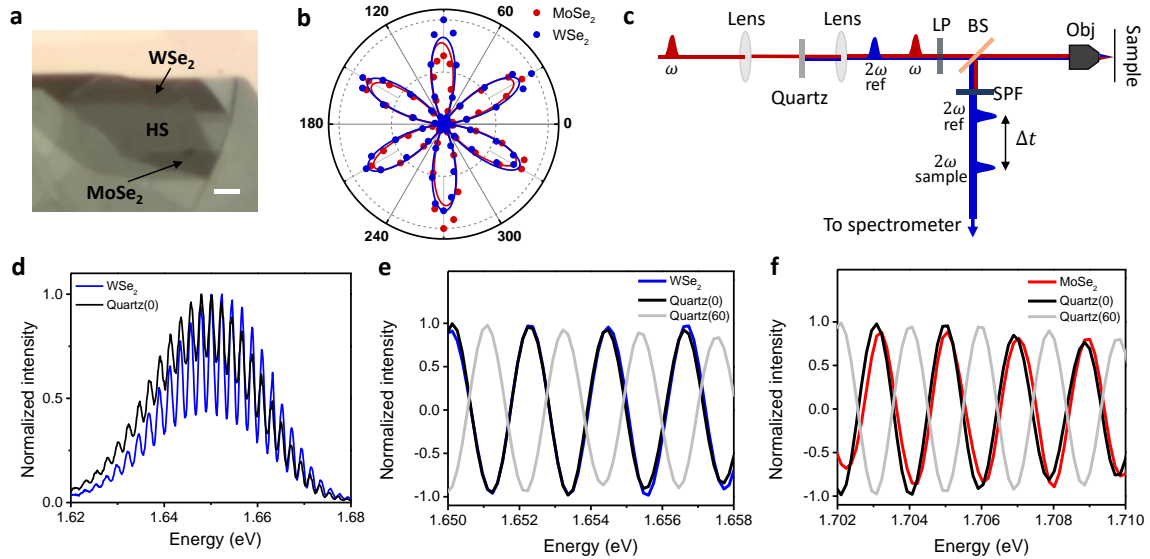 a
WSe₂
HS
MoSe₂
b
120
60
180
0
240
300
MoSe₂
WSe₂
c
Lens
Lens
LP
BS
Obj
Sample
ω
Quartz
2ω
ref
ω
SPF
2ω
ref
Δt
2ω
sample
To spectrometer
d
WSe₂
Quartz(0)
Normalized intensity
1.0
0.5
0.0
1.62
1.64
1.66
1.68
Energy (eV)
e
WSe₂
Quartz(0)
Quartz(60)
Normalized intensity
1.0
0.5
0.0
-0.5
-1.0
1.650
1.652
1.654
1.656
1.658
Energy (eV)
f
MoSe₂
Quartz(0)
Quartz(60)
Normalized intensity
1.0
0.5
0.0
-0.5
-1.0
1.702
1.704
1.706
1.708
1.710
Energy (eV)